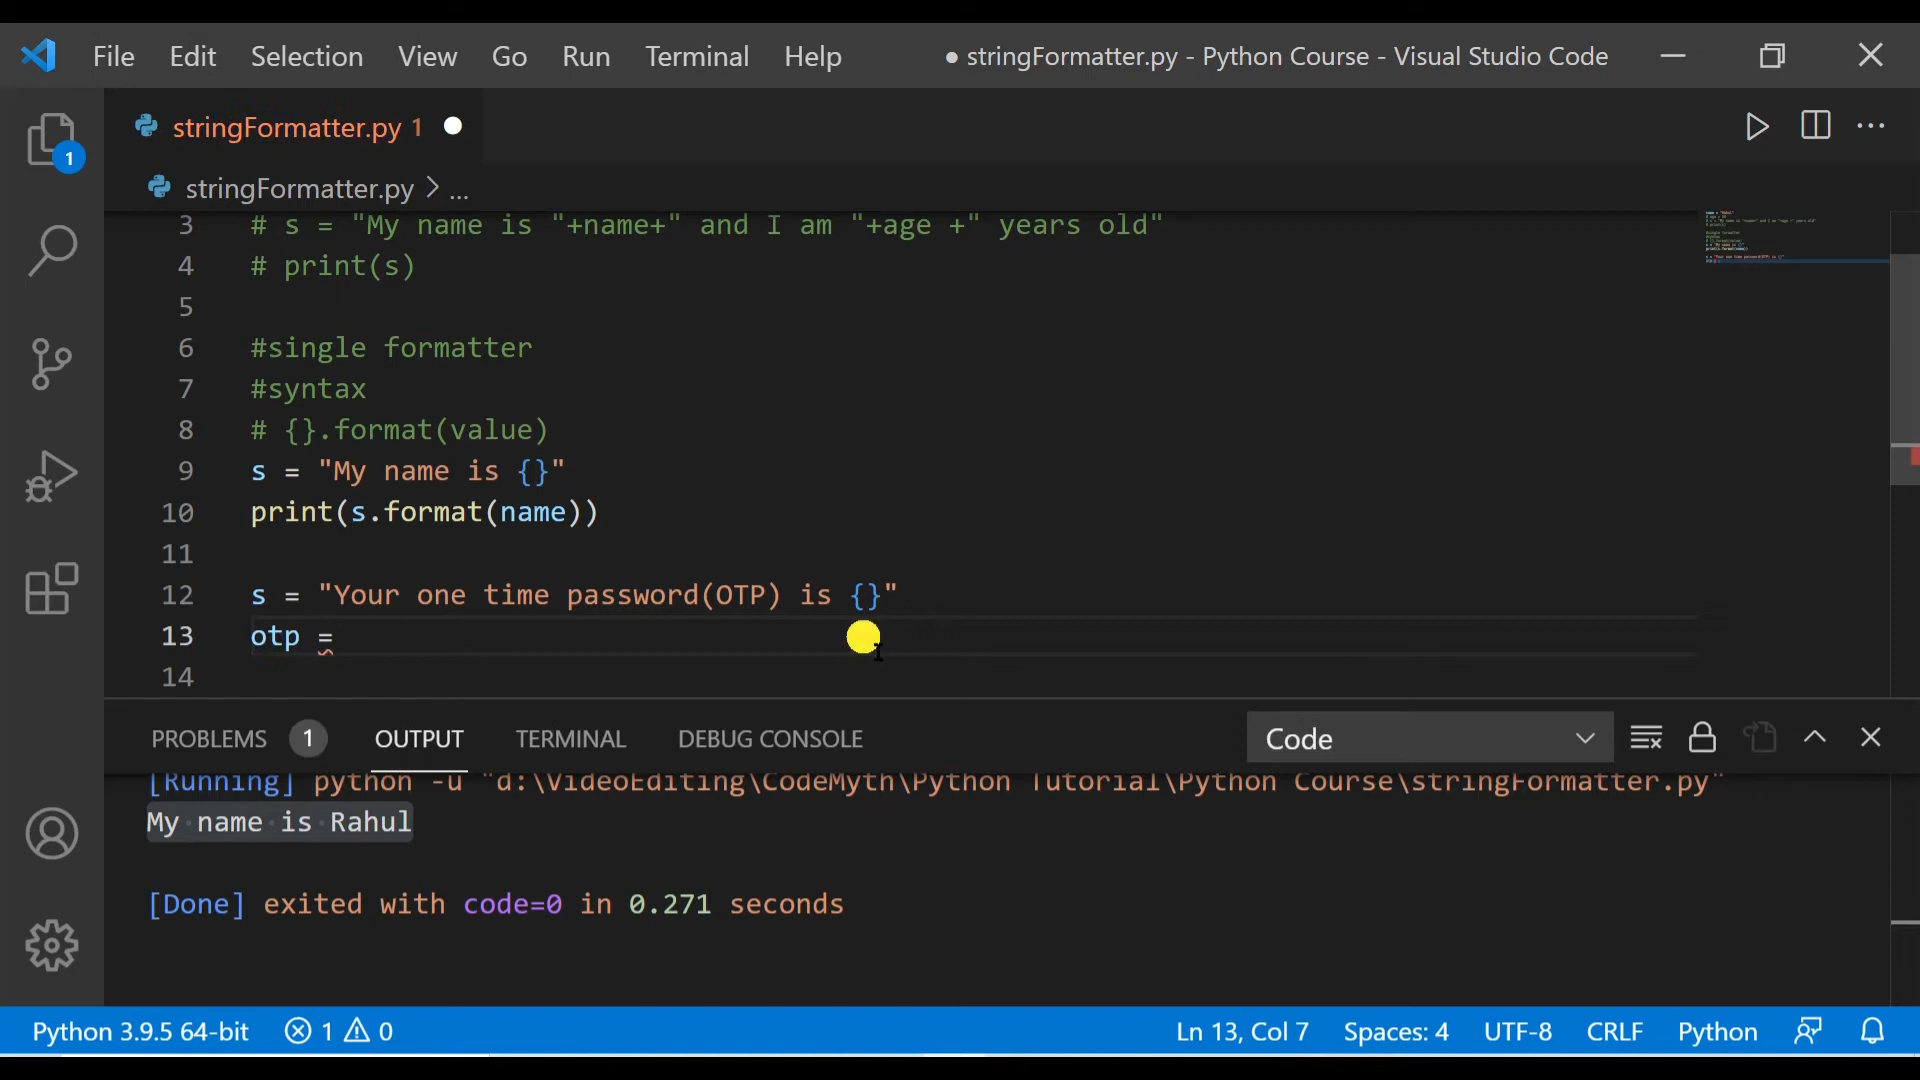 File Edit Selection View Go Run Terminal Help ● stringFormatter.py - Python Course - Visual Studio Code
stringFormatter.py 1
stringFormatter.py > ...
3 # s = "My name is "+name+" and I am "+age +" years old"
4 # print(s)
5
6 #single formatter
7 #syntax
8 # {}.format(value)
9 s = "My name is {}"
10 print(s.format(name))
11
12 s = "Your one time password(OTP) is {}"
13 otp =
14
PROBLEMS 1 OUTPUT TERMINAL DEBUG CONSOLE Code
[Running] python -u "d:\VideoEditing\CodeMyth\Python Tutorial\Python Course\stringFormatter.py"
My name is Rahul
[Done] exited with code=0 in 0.271 seconds
1
Python 3.9.5 64-bit 1 0 Ln 13, Col 7 Spaces: 4 UTF-8 CRLF Python